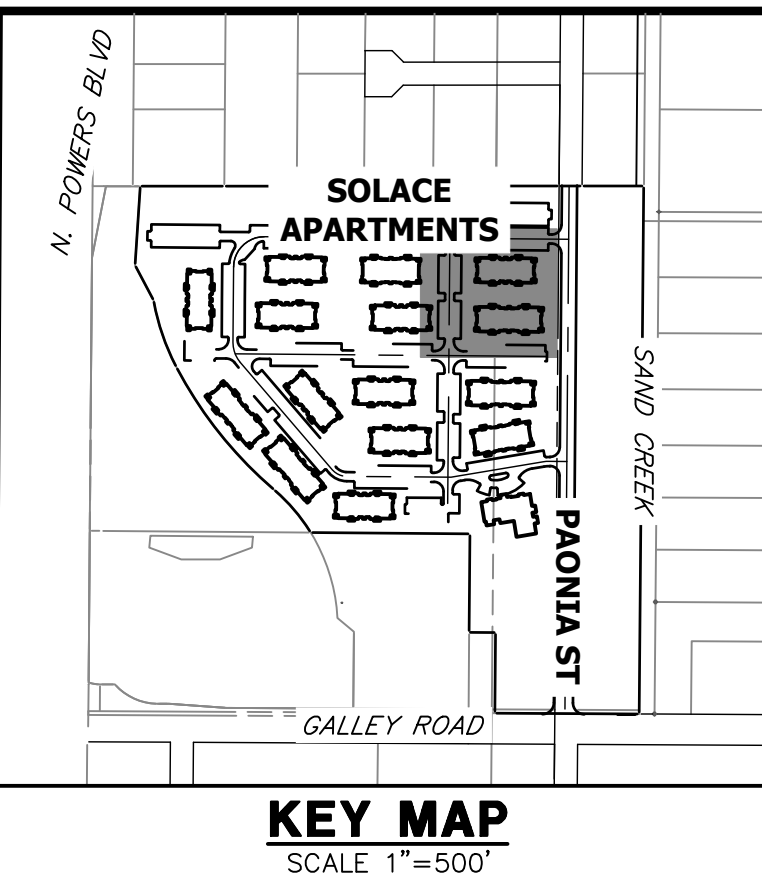 N. POWERS BLVD
SOLACE
APARTMENTS
SAND CREEK
PAONIA ST
GALLEY ROAD
KEY MAP
SCALE 1"=500'